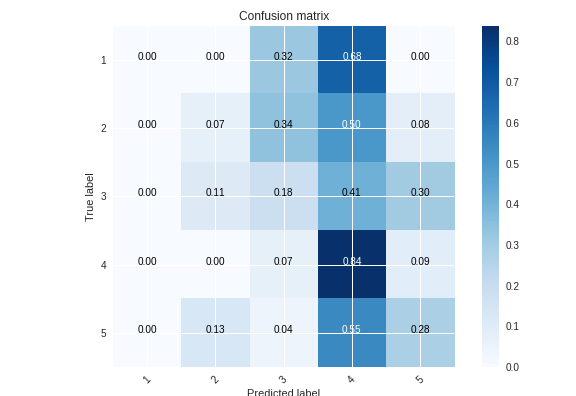 Confusion matrix
1 0.00 0.00 0.32 0.68 0.00
2 0.00 0.07 0.34 0.50 0.08
3 0.00 0.11 0.18 0.41 0.30
4 0.00 0.00 0.07 0.84 0.09
5 0.00 0.13 0.04 0.55 0.28
True label
1 2 3 4 5
Predicted label
0.8
0.7
0.6
0.5
0.4
0.3
0.2
0.1
0.0